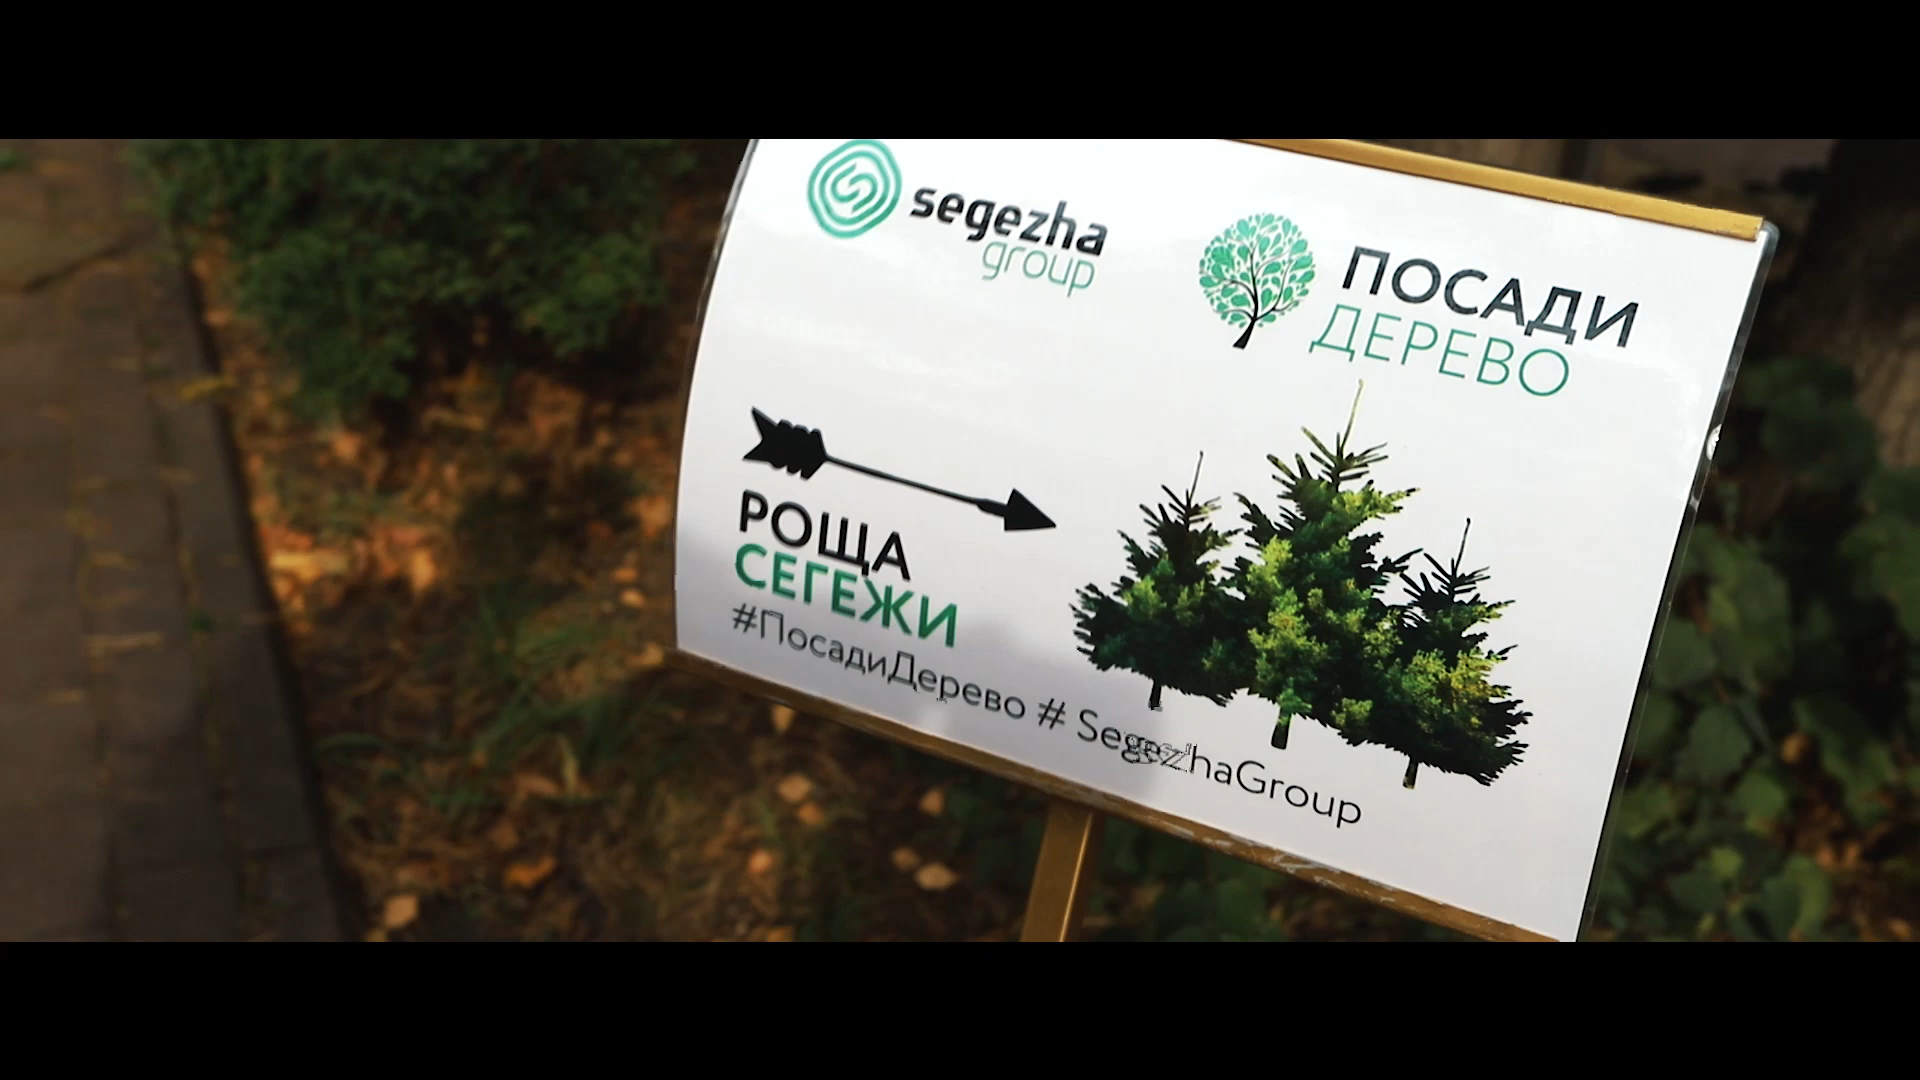 segezha
group
ПОСАДИ
ДЕРЕВО
РОЩА
СЕГЕЖИ
#ПосадиДерево # SegezhaGroup